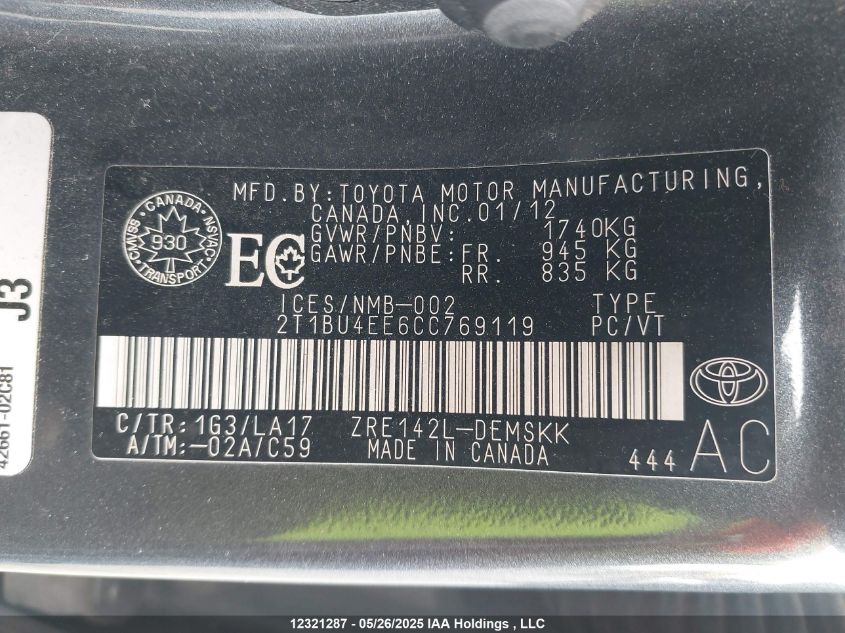 MFD.BY:TOYOTA MOTOR MANUFACTURING,
CANADA,INC.01/12
GVWR/PNBV: 1740KG
GAWR/PNBE:FR. 945 KG
RR. 835 KG
CANADA
CMVSS 930 NSVAC
TRANSPORT
EC
ICES/NMB-002 TYPE
2T1BU4EE6CC769119 PC/VT
C/TR:1G3/LA17 ZRE142L-DEMSKK
A/TM:-02A/C59 MADE IN CANADA
444 AC
42661-02C81
J3
12321287 - 05/26/2025 IAA Holdings , LLC